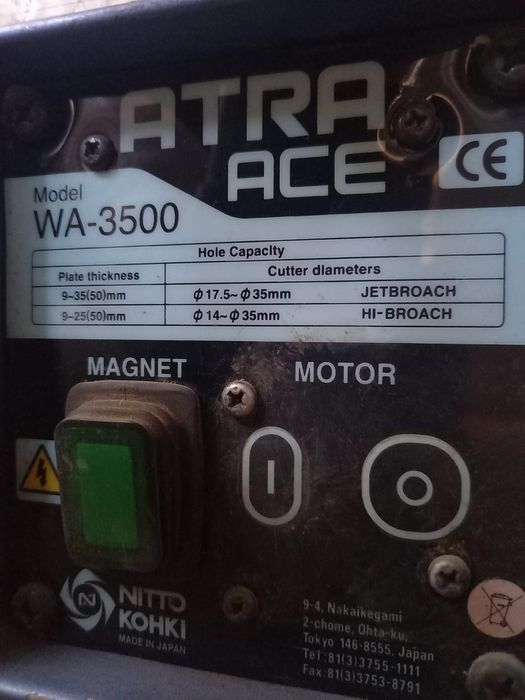 ATRA
ACE
CE
Model
WA-3500
Hole Capacity
Plate thickness Cutter diameters
9~35(50)mm ϕ17.5~ϕ35mm JETBROACH
9~25(50)mm ϕ14~ϕ35mm HI-BROACH
MAGNET MOTOR
I O
N
NITTO
KOHKI
MADE IN JAPAN
9-4, Nakaikegami
2-chome, Ohta-ku,
Tokyo 146-8555, Japan
Tel:81(3)3755-1111
Fax:81(3)3753-8791